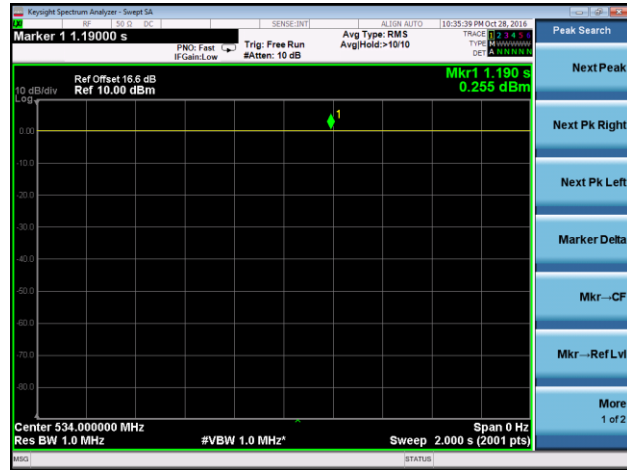 Keysight Spectrum Analyzer - Swept SA
LXI RF 50 Ω DC SENSE:INT ALIGN AUTO 10:35:39 PM Oct 28, 2016
Marker 1 1.19000 s
PNO: Fast
IFGain:Low
Trig: Free Run
#Atten: 10 dB
Avg Type: RMS
Avg|Hold:>10/10
TRACE 1 2 3 4 5 6
TYPE M WWWWW
DET A N N N N N
Peak Search
Next Peak
Next Pk Right
Next Pk Left
Marker Delta
Mkr→CF
Mkr→RefLvl
More
1 of 2
Ref Offset 16.6 dB
10 dB/div Ref 10.00 dBm
Log
Mkr1 1.190 s
0.255 dBm
1
0.00
-10.0
-20.0
-30.0
-40.0
-50.0
-60.0
-70.0
-80.0
Center 534.000000 MHz Span 0 Hz
Res BW 1.0 MHz #VBW 1.0 MHz* Sweep 2.000 s (2001 pts)
MSG STATUS